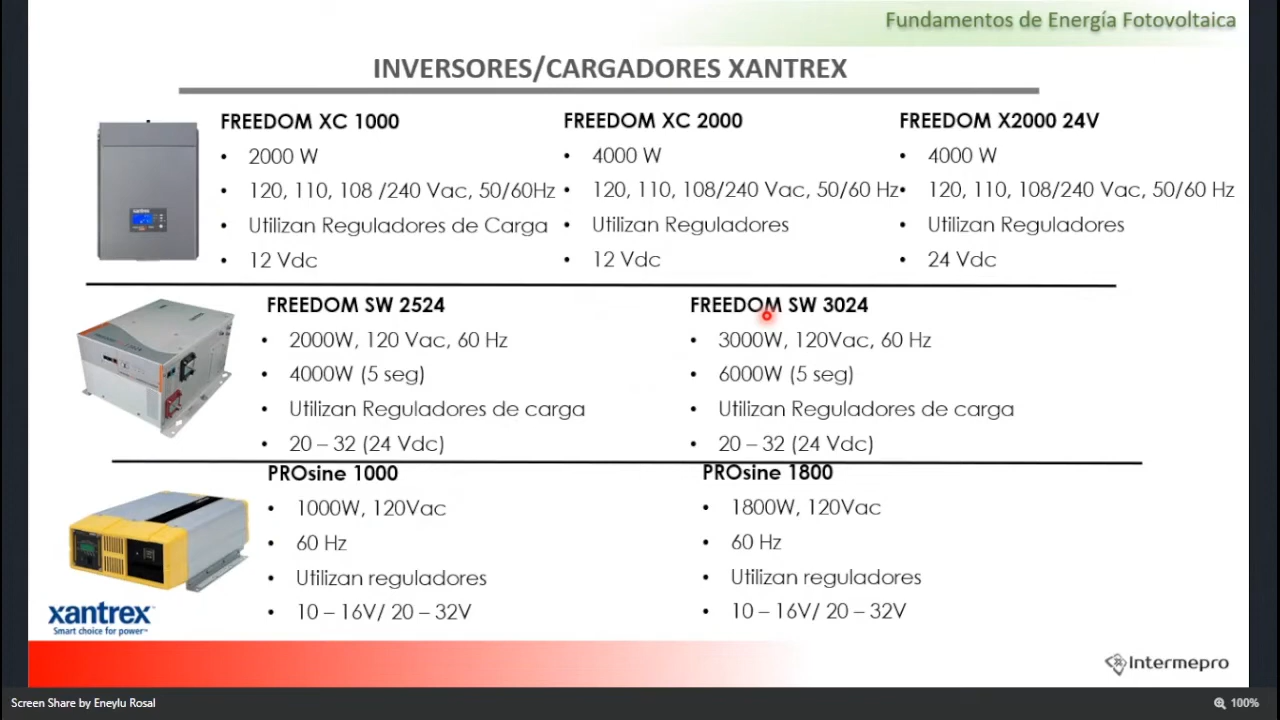 Fundamentos de Energía Fotovoltaica
INVERSORES/CARGADORES XANTREX
FREEDOM XC 1000
• 2000 W
• 120, 110, 108 /240 Vac, 50/60Hz
• Utilizan Reguladores de Carga
• 12 Vdc
FREEDOM XC 2000
• 4000 W
• 120, 110, 108/240 Vac, 50/60 Hz
• Utilizan Reguladores
• 12 Vdc
FREEDOM X2000 24V
• 4000 W
• 120, 110, 108/240 Vac, 50/60 Hz
• Utilizan Reguladores
• 24 Vdc
xantrex
FREEDOM SW 2524
• 2000W, 120 Vac, 60 Hz
• 4000W (5 seg)
• Utilizan Reguladores de carga
• 20 – 32 (24 Vdc)
FREEDOM SW 3024
• 3000W, 120Vac, 60 Hz
• 6000W (5 seg)
• Utilizan Reguladores de carga
• 20 – 32 (24 Vdc)
PROsine 1000
• 1000W, 120Vac
• 60 Hz
• Utilizan reguladores
• 10 – 16V/ 20 – 32V
PROsine 1800
• 1800W, 120Vac
• 60 Hz
• Utilizan reguladores
• 10 – 16V/ 20 – 32V
xantrex™
Smart choice for power™
Intermepro
Screen Share by Eneylu Rosal
100%